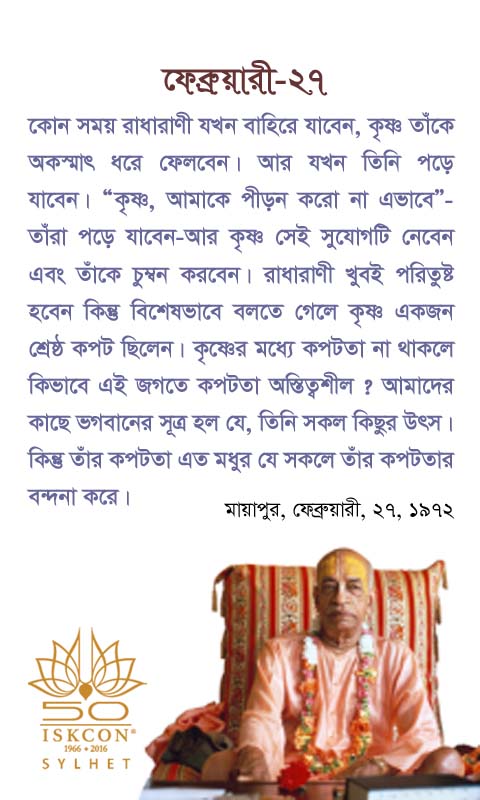 ফেব্রুয়ারী-২৭
কোন সময় রাধারাণী যখন বাহিরে যাবেন, কৃষ্ণ তাঁকে
অকস্মাৎ ধরে ফেলবেন। আর যখন তিনি পড়ে
যাবেন। “কৃষ্ণ, আমাকে পীড়ন করো না এভাবে”-
তাঁরা পড়ে যাবেন-আর কৃষ্ণ সেই সুযোগটি নেবেন
এবং তাঁকে চুম্বন করবেন। রাধারাণী খুবই পরিতুষ্ট
হবেন কিন্তু বিশেষভাবে বলতে গেলে কৃষ্ণ একজন
শ্রেষ্ঠ কপট ছিলেন। কৃষ্ণের মধ্যে কপটতা না থাকলে
কিভাবে এই জগতে কপটতা অস্তিত্বশীল ? আমাদের
কাছে ভগবানের সূত্র হল যে, তিনি সকল কিছুর উৎস।
কিন্তু তাঁর কপটতা এত মধুর যে সকলে তাঁর কপটতার
বন্দনা করে।
মায়াপুর, ফেব্রুয়ারী, ২৭, ১৯৭২
50
ISKCON®
1966 • 2016
SYLHET